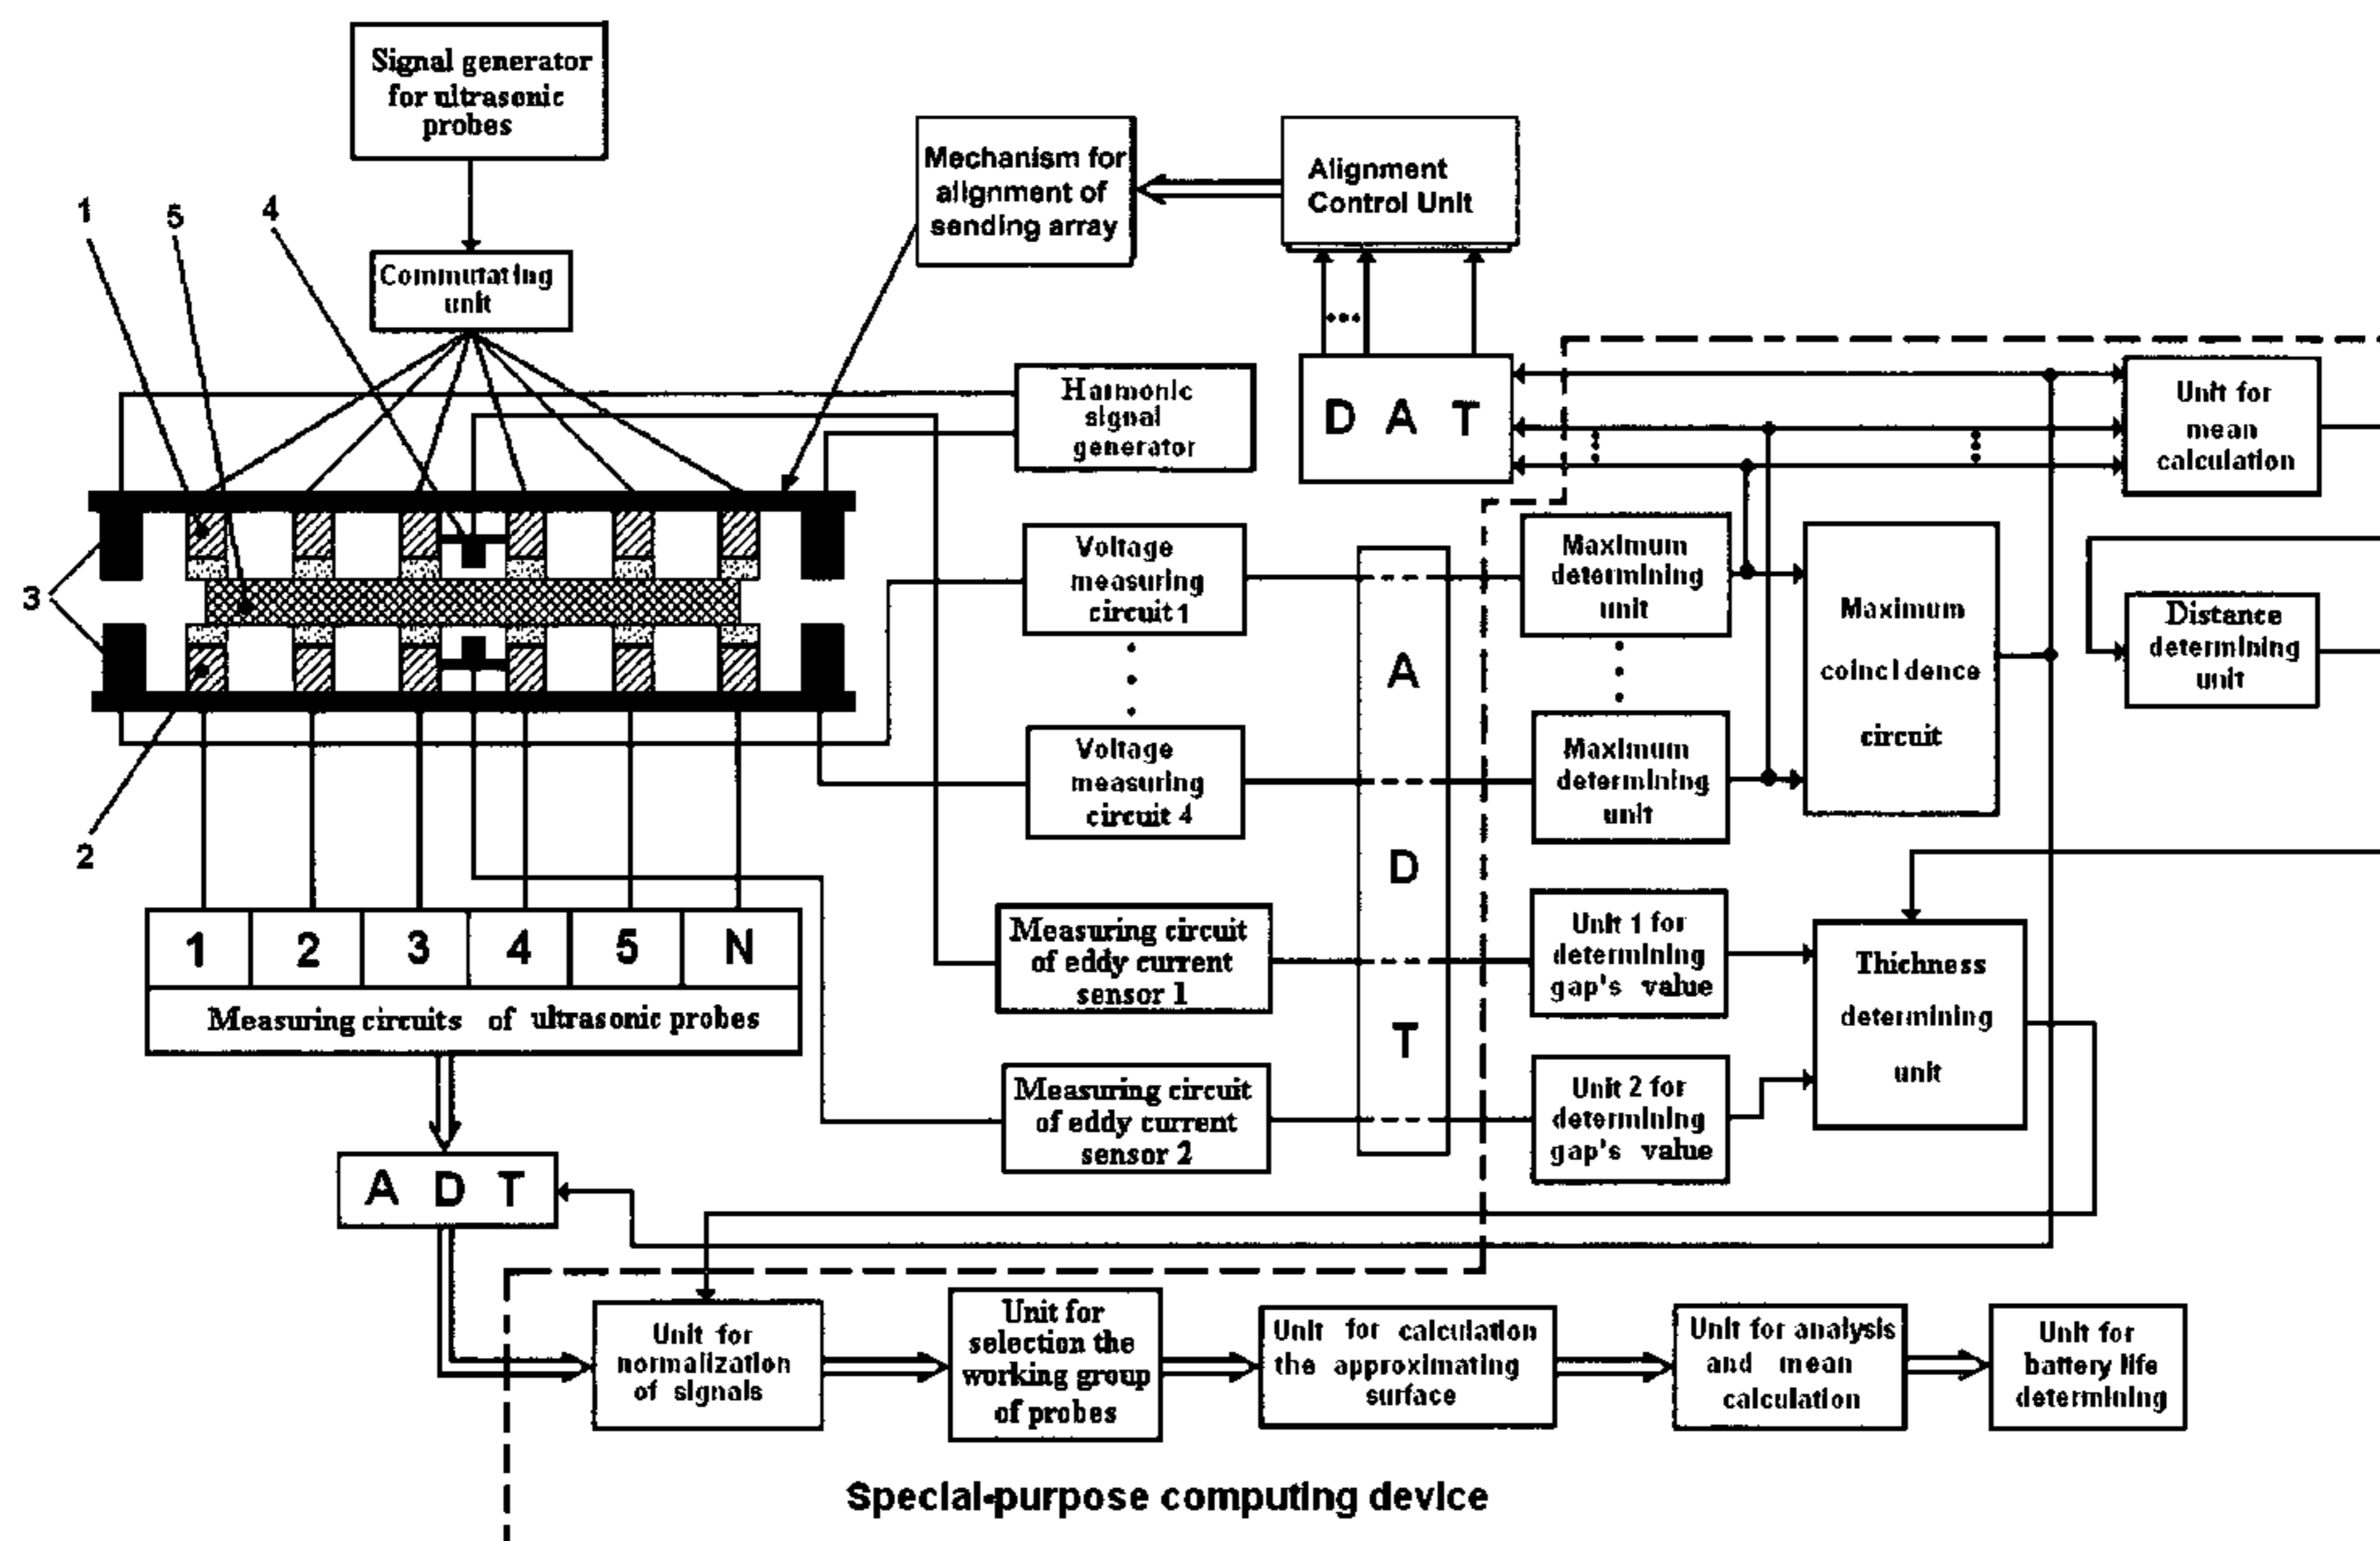 Signal generator
for ultrasonic
probes
Commutating
unit
1
5
4
3
2
Mechanism for
alignment of
sending array
Alignment
Control Unit
Harmonic
signal
generator
D A T
Unit for
mean
calculation
Voltage
measuring
circuit 1
Voltage
measuring
circuit 4
A
D
T
Maximum
determining
unit
Maximum
determining
unit
Maximum
coincidence
circuit
Distance
determining
unit
Measuring circuit
of eddy current
sensor 1
Measuring circuit
of eddy current
sensor 2
Unit 1 for
determining
gap's value
Unit 2 for
determining
gap's value
Thichness
determining
unit
1 2 3 4 5 N
Measuring circuits of ultrasonic probes
A D T
Unit for
normalization
of signals
Unit for
selection the
working group
of probes
Unit for calculation
the approximating
surface
Unit for analysis
and mean
calculation
Unit for
battery life
determining
Special-purpose computing device